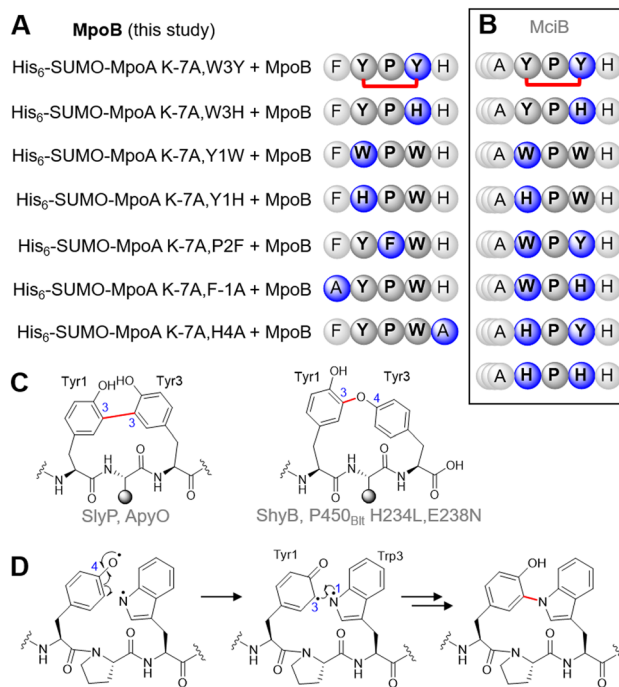 A MpoB (this study)
His6-SUMO-MpoA K-7A,W3Y + MpoB F Y P Y H
His6-SUMO-MpoA K-7A,W3H + MpoB F Y P H H
His6-SUMO-MpoA K-7A,Y1W + MpoB F W P W H
His6-SUMO-MpoA K-7A,Y1H + MpoB F H P W H
His6-SUMO-MpoA K-7A,P2F + MpoB F Y F W H
His6-SUMO-MpoA K-7A,F-1A + MpoB A Y P W H
His6-SUMO-MpoA K-7A,H4A + MpoB F Y P W A
B MciB
A Y P Y H
A Y P H H
A W P W H
A H P W H
A W P Y H
A W P H H
A H P Y H
A H P H H
C
Tyr1 OH HO Tyr3
3
3
N H O H N O N H O
SlyP, ApyO
Tyr1 OH Tyr3
3 O 4
N H O H N O N H O OH
ShyB, P450Blt H234L,E238N
D
4 O N
N H O N O N H O
Tyr1 O Trp3
3 1 N
N H O N O N H O
OH
N
N H O N O N H O